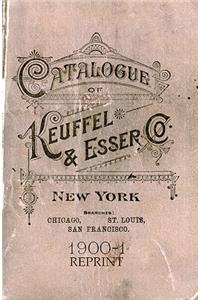 CATALOGUE
OF
KEUFFEL
& ESSER CO.
NEW YORK
BRANCHES:
CHICAGO, ST. LOUIS,
SAN FRANCISCO.
1900-1
REPRINT